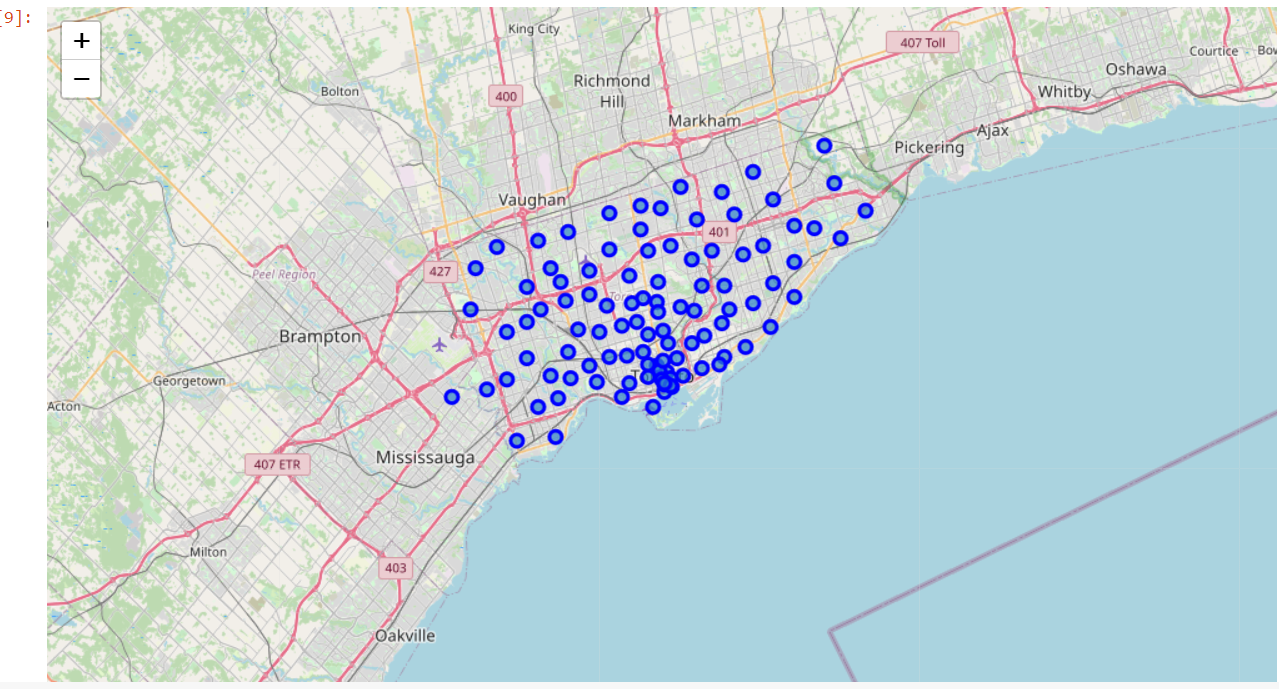 [9]:
+
−
King City
407 Toll
Courtice
Oshawa
Richmond
Hill
Bolton
400
Whitby
Markham
Ajax
Pickering
Vaughan
401
427
Peel Region
Brampton
Georgetown
Acton
Mississauga
407 ETR
Milton
403
Oakville